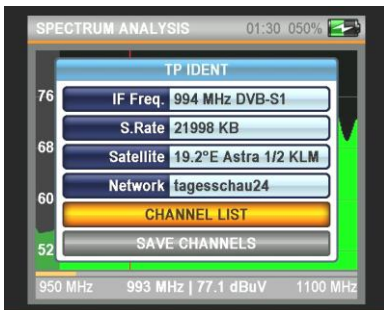 SPECTRUM ANALYSIS 01:30 050%
TP IDENT
76
IF Freq. 994 MHz DVB-S1
S.Rate 21998 KB
68
Satellite 19.2°E Astra 1/2 KLM
Network tagesschau24
60
CHANNEL LIST
52
SAVE CHANNELS
950 MHz 993 MHz | 77.1 dBuV 1100 MHz